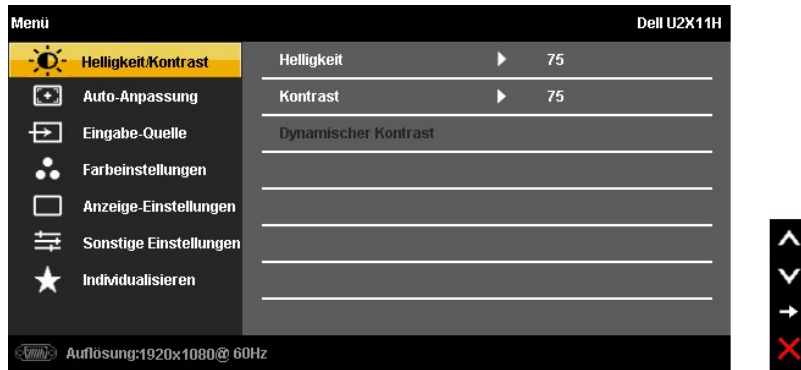 Menü Dell U2X11H
Helligkeit/Kontrast Helligkeit 75
Auto-Anpassung Kontrast 75
Eingabe-Quelle Dynamischer Kontrast
Farbeinstellungen
Anzeige-Einstellungen
Sonstige Einstellungen
Individualisieren
Auflösung:1920x1080@ 60Hz